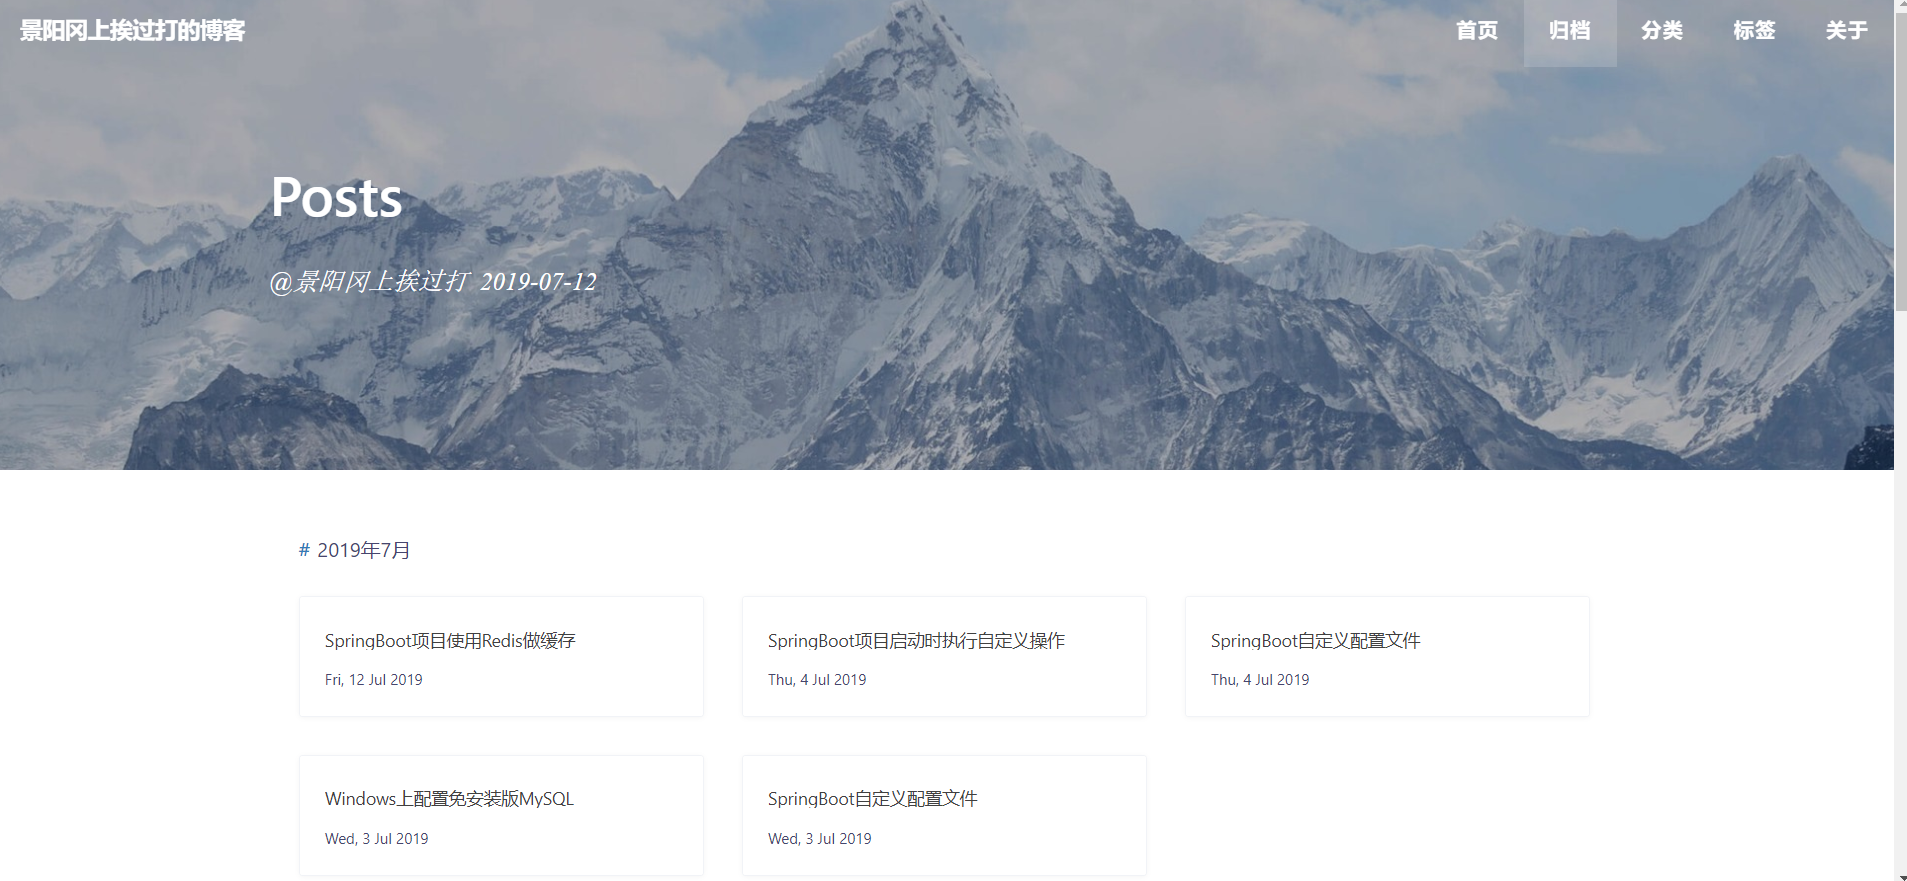 景阳冈上挨过打的博客
首页 归档 分类 标签 关于
Posts
@景阳冈上挨过打 2019-07-12
# 2019年7月
SpringBoot项目使用Redis做缓存
Fri, 12 Jul 2019
SpringBoot项目启动时执行自定义操作
Thu, 4 Jul 2019
SpringBoot自定义配置文件
Thu, 4 Jul 2019
Windows上配置免安装版MySQL
Wed, 3 Jul 2019
SpringBoot自定义配置文件
Wed, 3 Jul 2019